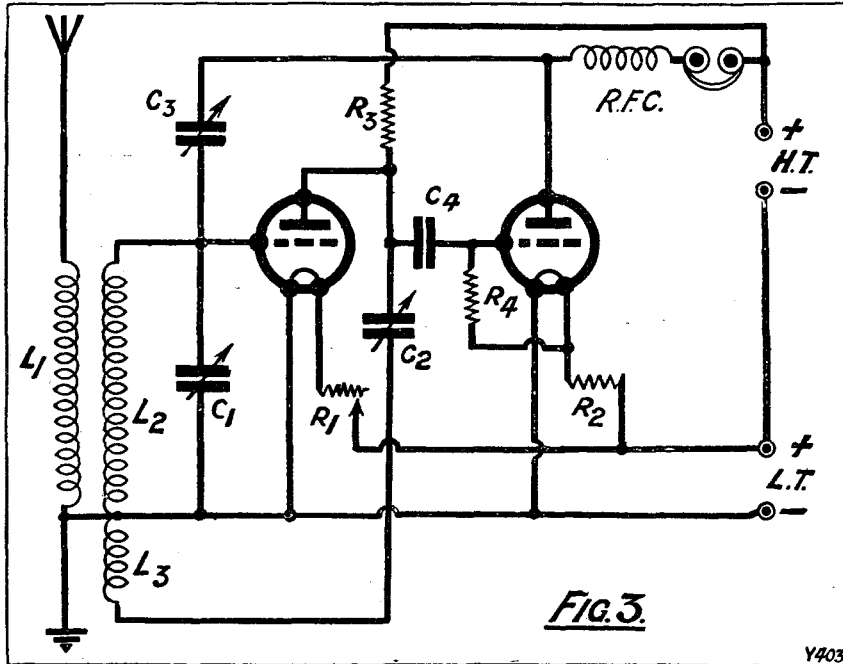 C3
R3
R.F.C.
+
H.T.
−
C4
R4
L1
L2
C1
R1
C2
R2
+
L.T.
−
L3
FIG. 3.
Y403